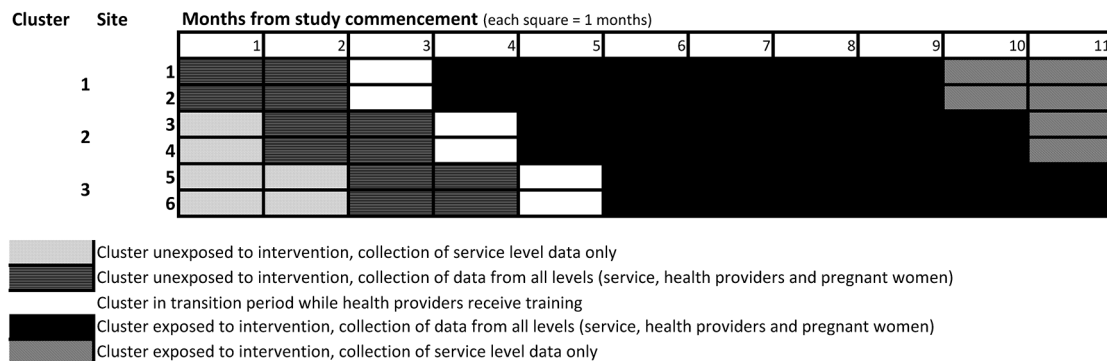 Cluster Site Months from study commencement (each square = 1 months)
1 2 3 4 5 6 7 8 9 10 11
1
1
2
2
3
4
3
5
6
Cluster unexposed to intervention, collection of service level data only
Cluster unexposed to intervention, collection of data from all levels (service, health providers and pregnant women)
Cluster in transition period while health providers receive training
Cluster exposed to intervention, collection of data from all levels (service, health providers and pregnant women)
Cluster exposed to intervention, collection of service level data only